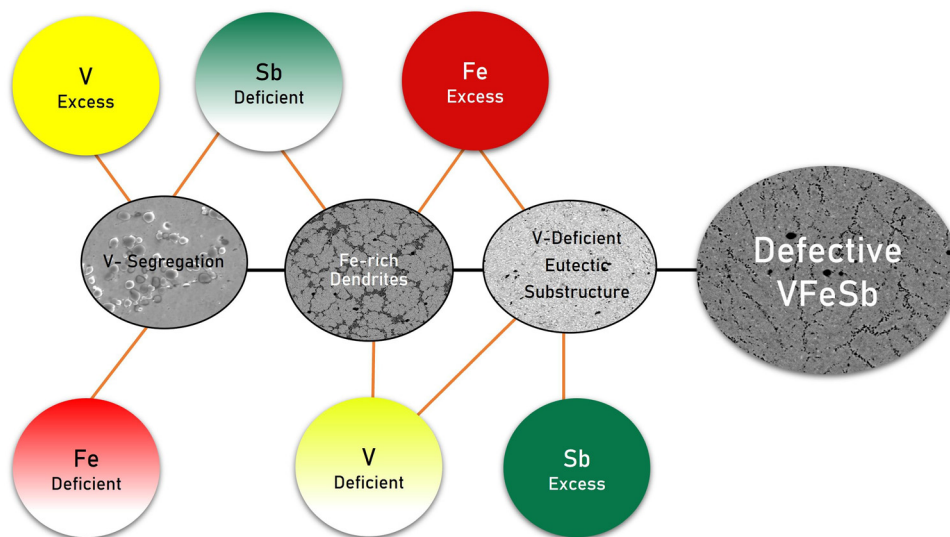 V
Excess
Sb
Deficient
Fe
Excess
V- Segregation
Fe-rich
Dendrites
V-Deficient
Eutectic
Substructure
Defective
VFeSb
Fe
Deficient
V
Deficient
Sb
Excess